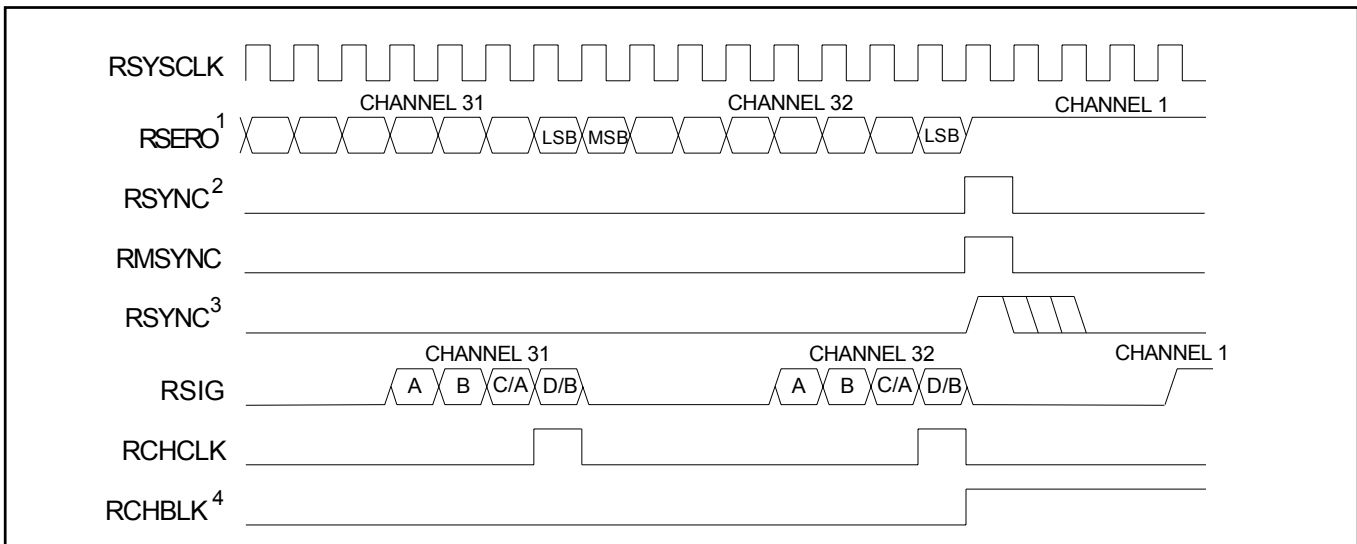 RSYSCLK
CHANNEL 31 CHANNEL 32 CHANNEL 1
RSERO1 LSB MSB LSB
RSYNC2
RMSYNC
RSYNC3
CHANNEL 31 CHANNEL 32 CHANNEL 1
RSIG A B C/A D/B A B C/A D/B
RCHCLK
RCHBLK4